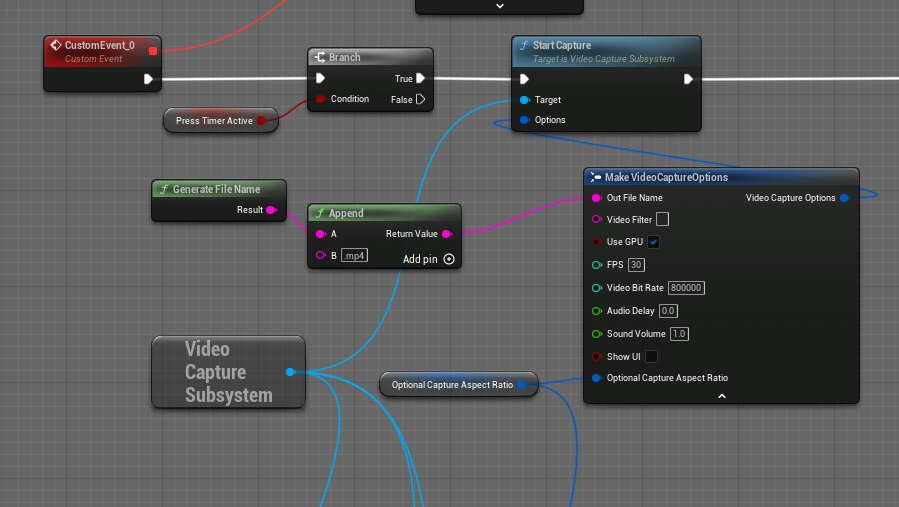 CustomEvent_0
Custom Event
Branch
True
Condition
False
Press Timer Active
Start Capture
Target is Video Capture Subsystem
Target
Options
Generate File Name
Result
Append
A
Return Value
B
.mp4
Add pin
Make VideoCaptureOptions
Out File Name
Video Capture Options
Video Filter
Use GPU
FPS
30
Video Bit Rate
800000
Audio Delay
0.0
Sound Volume
1.0
Show UI
Optional Capture Aspect Ratio
Video
Capture
Subsystem
Optional Capture Aspect Ratio